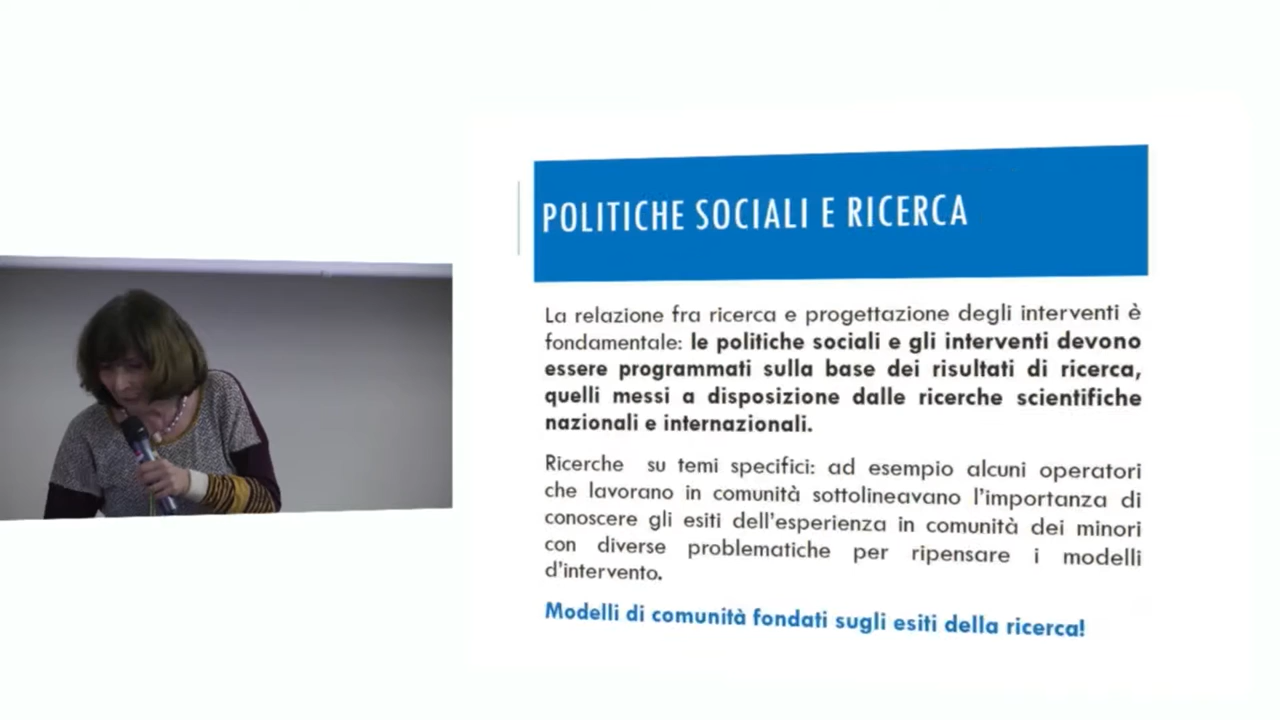 POLITICHE SOCIALI E RICERCA
La relazione fra ricerca e progettazione degli interventi è
fondamentale: le politiche sociali e gli interventi devono
essere programmati sulla base dei risultati di ricerca,
quelli messi a disposizione dalle ricerche scientifiche
nazionali e internazionali.
Ricerche su temi specifici: ad esempio alcuni operatori
che lavorano in comunità sottolineavano l'importanza di
conoscere gli esiti dell'esperienza in comunità dei minori
con diverse problematiche per ripensare i modelli
d'intervento.
Modelli di comunità fondati sugli esiti della ricerca!